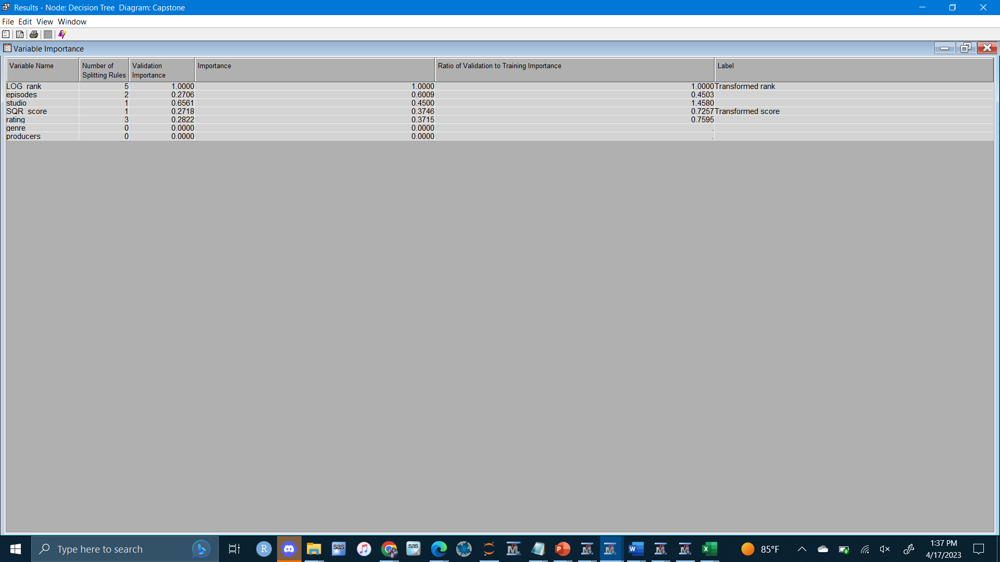 Results - Node: Decision Tree  Diagram: Capstone
File Edit View Window
Variable Importance
Variable Name Number of Splitting Rules Validation Importance Importance Ratio of Validation to Training Importance Label
LOG_rank 5 1.0000 1.0000 1.0000 Transformed rank
episodes 2 0.2706 0.6009 0.4503
studio 1 0.6561 0.4500 1.4580
SQR_score 1 0.2718 0.3746 0.7257 Transformed score
rating 3 0.2822 0.3715 0.7595
genre 0 0.0000 0.0000 .
producers 0 0.0000 0.0000 .
Type here to search
R
sas
sas
P
W
X
85°F
1:37 PM
4/17/2023